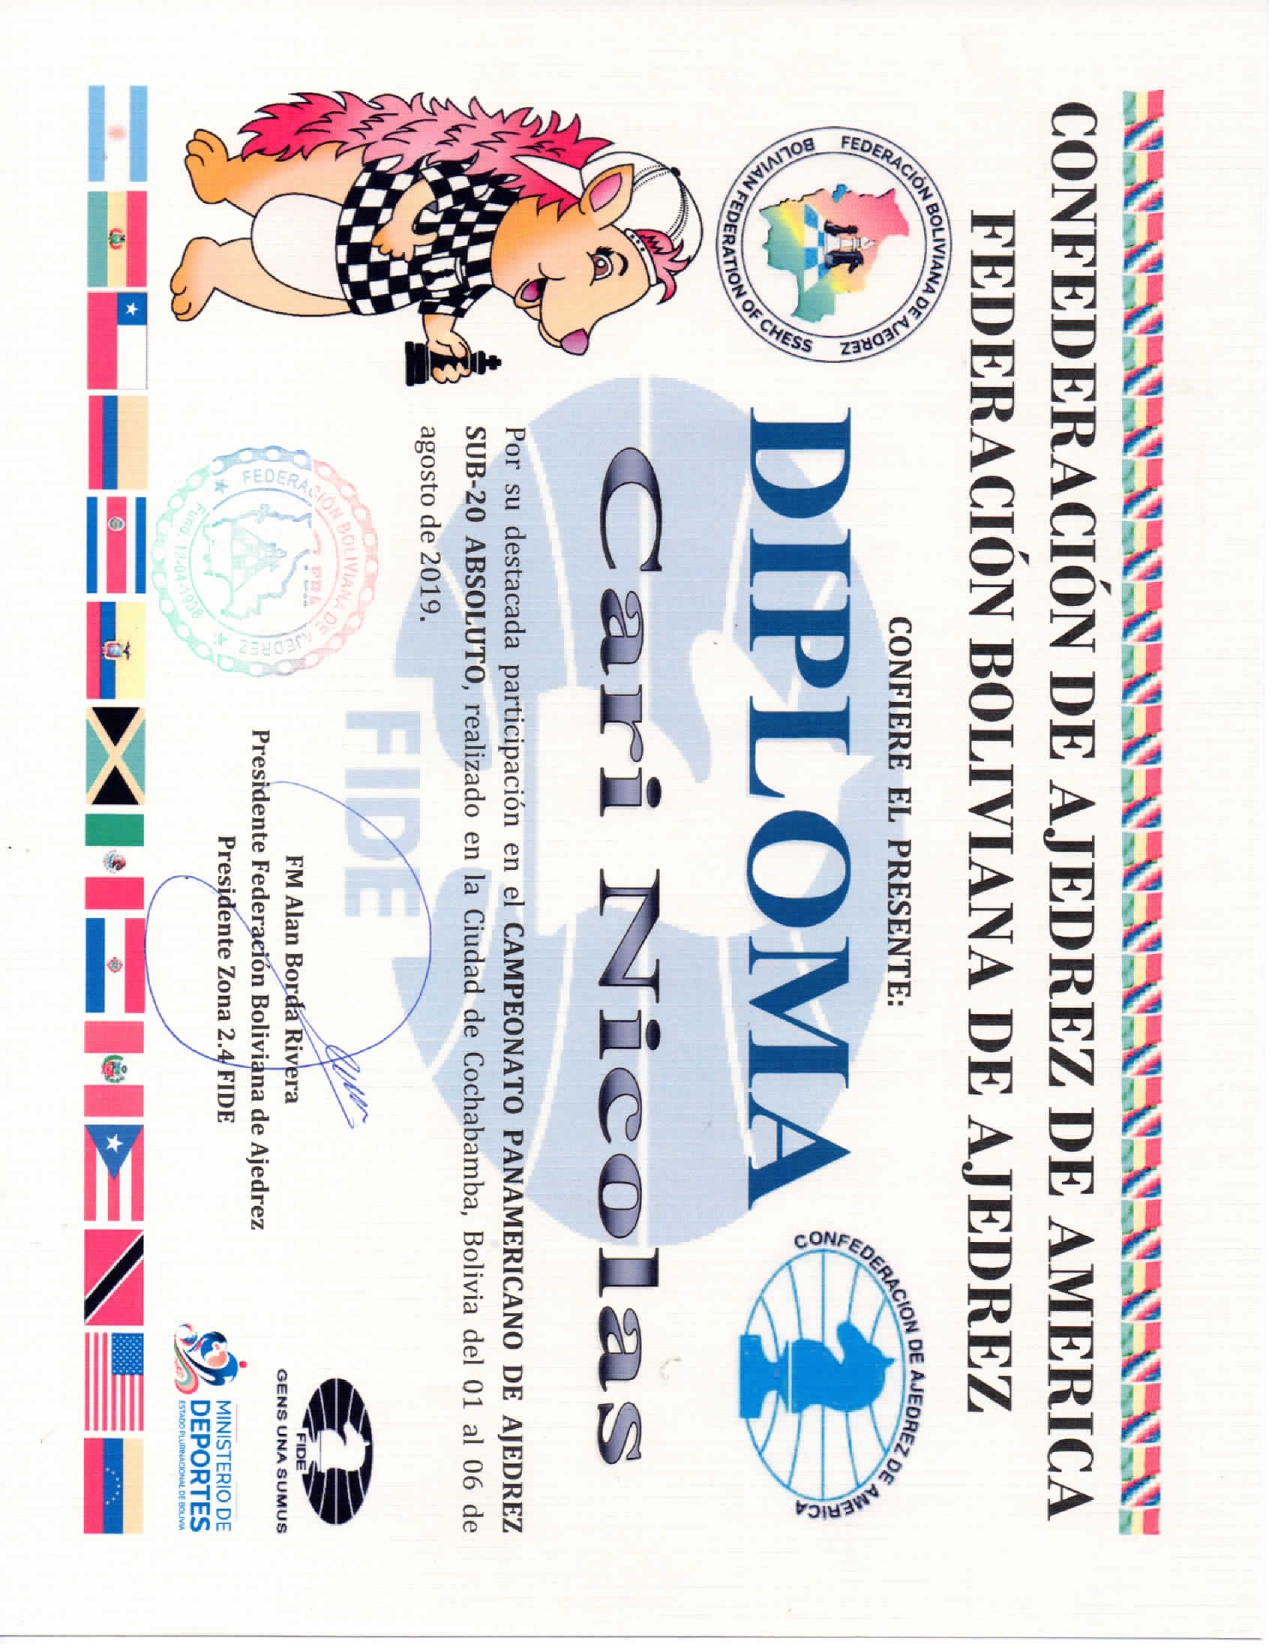 CONFEDERACIÓN DE AJEDREZ DE AMERICA
FEDERACIÓN BOLIVIANA DE AJEDREZ
FEDERACIÓN BOLIVIANA DE AJEDREZ
BOLIVIAN FEDERATION OF CHESS
CONFIERE EL PRESENTE:
CONFEDERACION DE AJEDREZ DE AMERICA
DIPLOMA
Cari Nicolas
Por su destacada participación en el CAMPEONATO PANAMERICANO DE AJEDREZ
SUB-20 ABSOLUTO, realizado en la Ciudad de Cochabamba, Bolivia del 01 al 06 de
agosto de 2019.
FIDE
FEDERACIÓN BOLIVIANA DE AJEDREZ
Fund. 12-04-1938
FM Alan Borda Rivera
Presidente Federación Boliviana de Ajedrez
Presidente Zona 2.4 FIDE
FIDE
GENS UNA SUMUS
MINISTERIO DE
DEPORTES
ESTADO PLURINACIONAL DE BOLIVIA